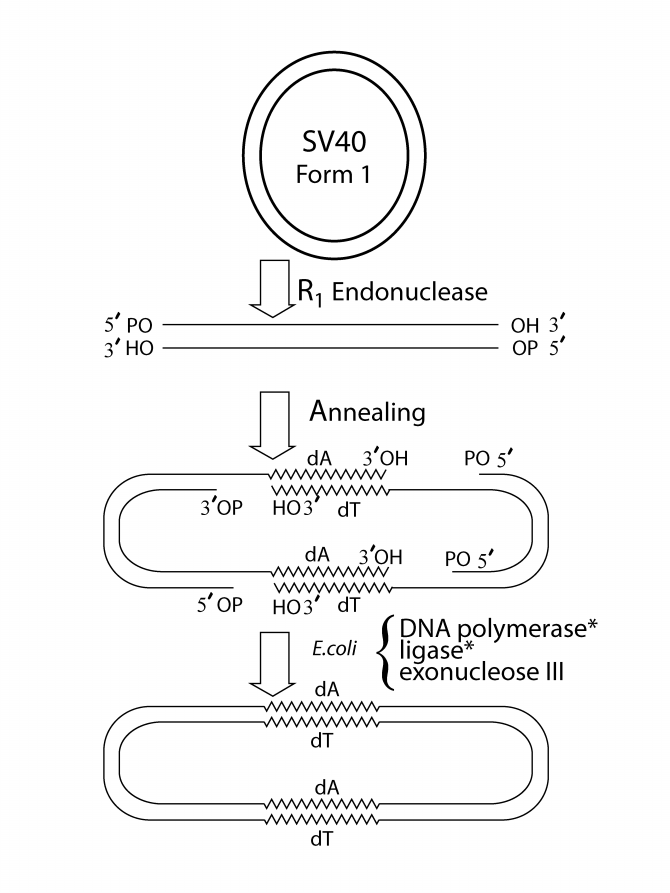 SV40
Form 1
R1 Endonuclease
5′ PO OH 3′
3′ HO OP 5′
Annealing
dA 3′OH PO 5′
3′OP HO3′ dT
dA 3′OH PO 5′
5′ OP HO3′ dT
E.coli { DNA polymerase*
ligase*
exonucleose III
dA
dT
dA
dT